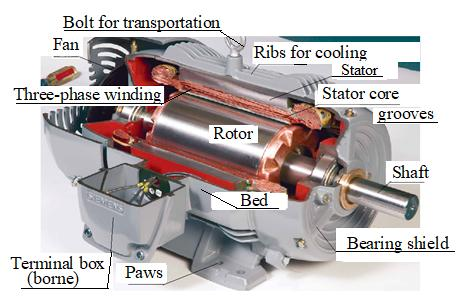 Bolt for transportation
Fan
Ribs for cooling
Stator
Three-phase winding
Stator core
grooves
Rotor
Shaft
Bed
Bearing shield
Terminal box
(borne)
Paws